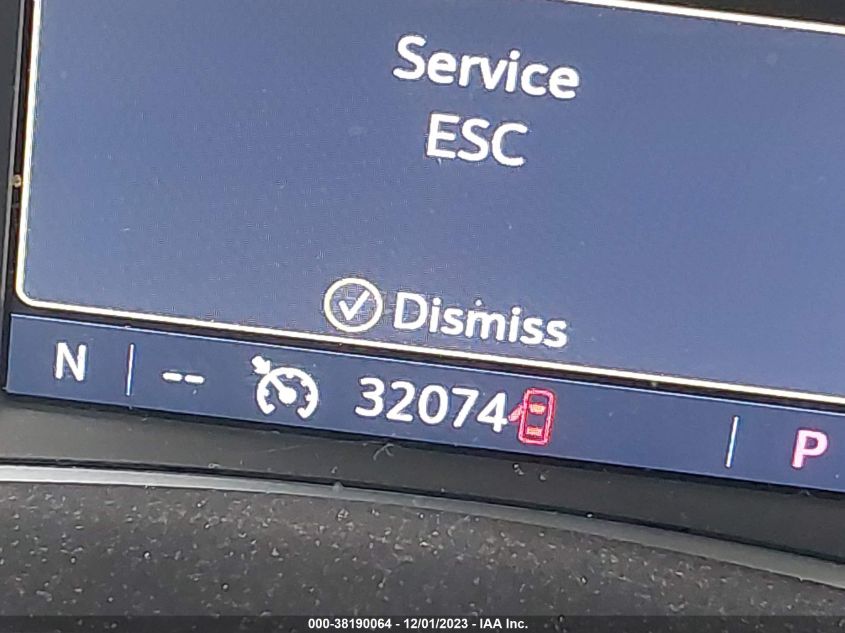 Service
ESC
Dismiss
N -- 32074 P
000-38190064 - 12/01/2023 - IAA Inc.